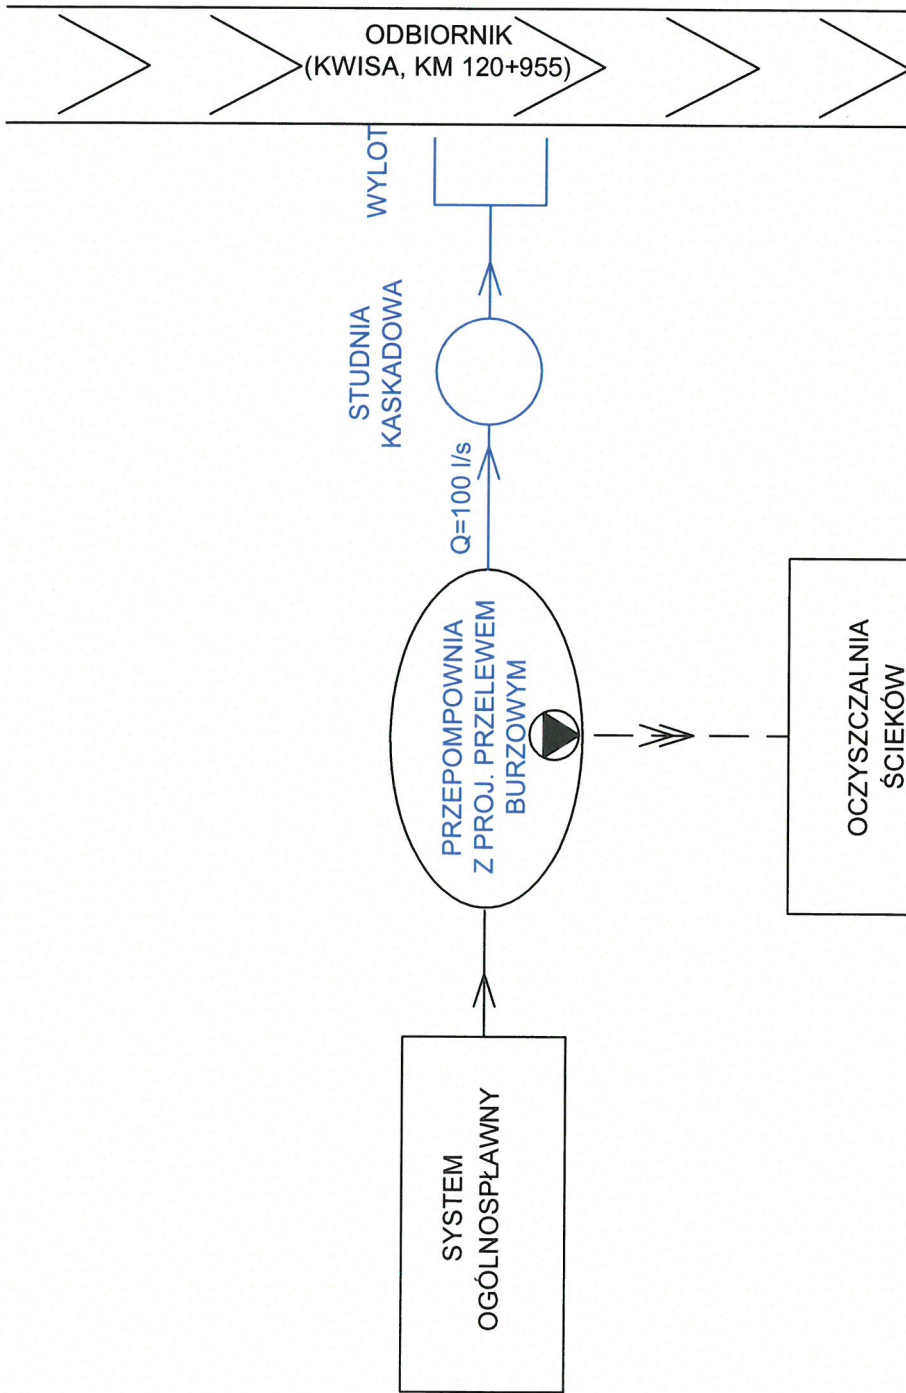 ODBIORNIK
(KWISA, KM 120+955)
WYLOT
STUDNIA
KASKADOWA
Q=100 l/s
PRZEPOMPOWNIA
Z PROJ. PRZELEWEM
BURZOWYM
OCZYSZCZALNIA
ŚCIEKÓW
SYSTEM
OGÓLNOSPŁAWNY